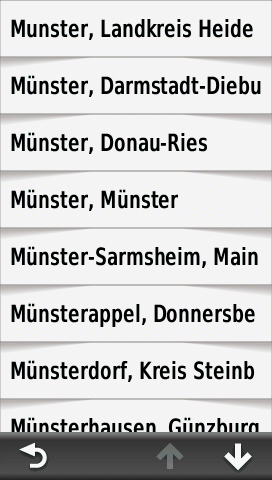 Munster, Landkreis Heide
Münster, Darmstadt-Diebu
Münster, Donau-Ries
Münster, Münster
Münster-Sarmsheim, Main
Münsterappel, Donnersbe
Münsterdorf, Kreis Steinb
Münsterhausen, Günzburg